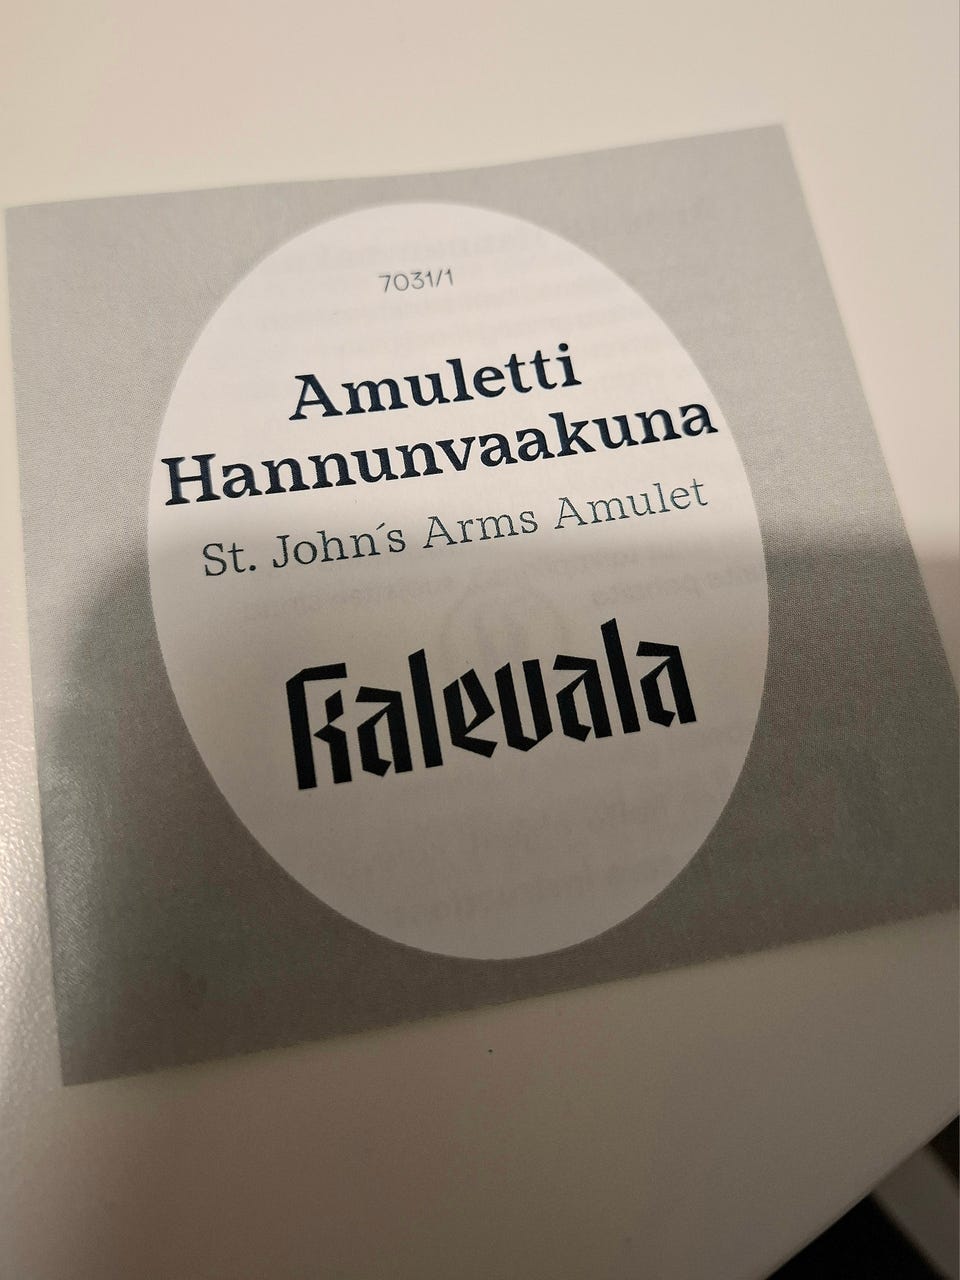 7031/1
Amuletti
Hannunvaakuna
St. John´s Arms Amulet
kalevala